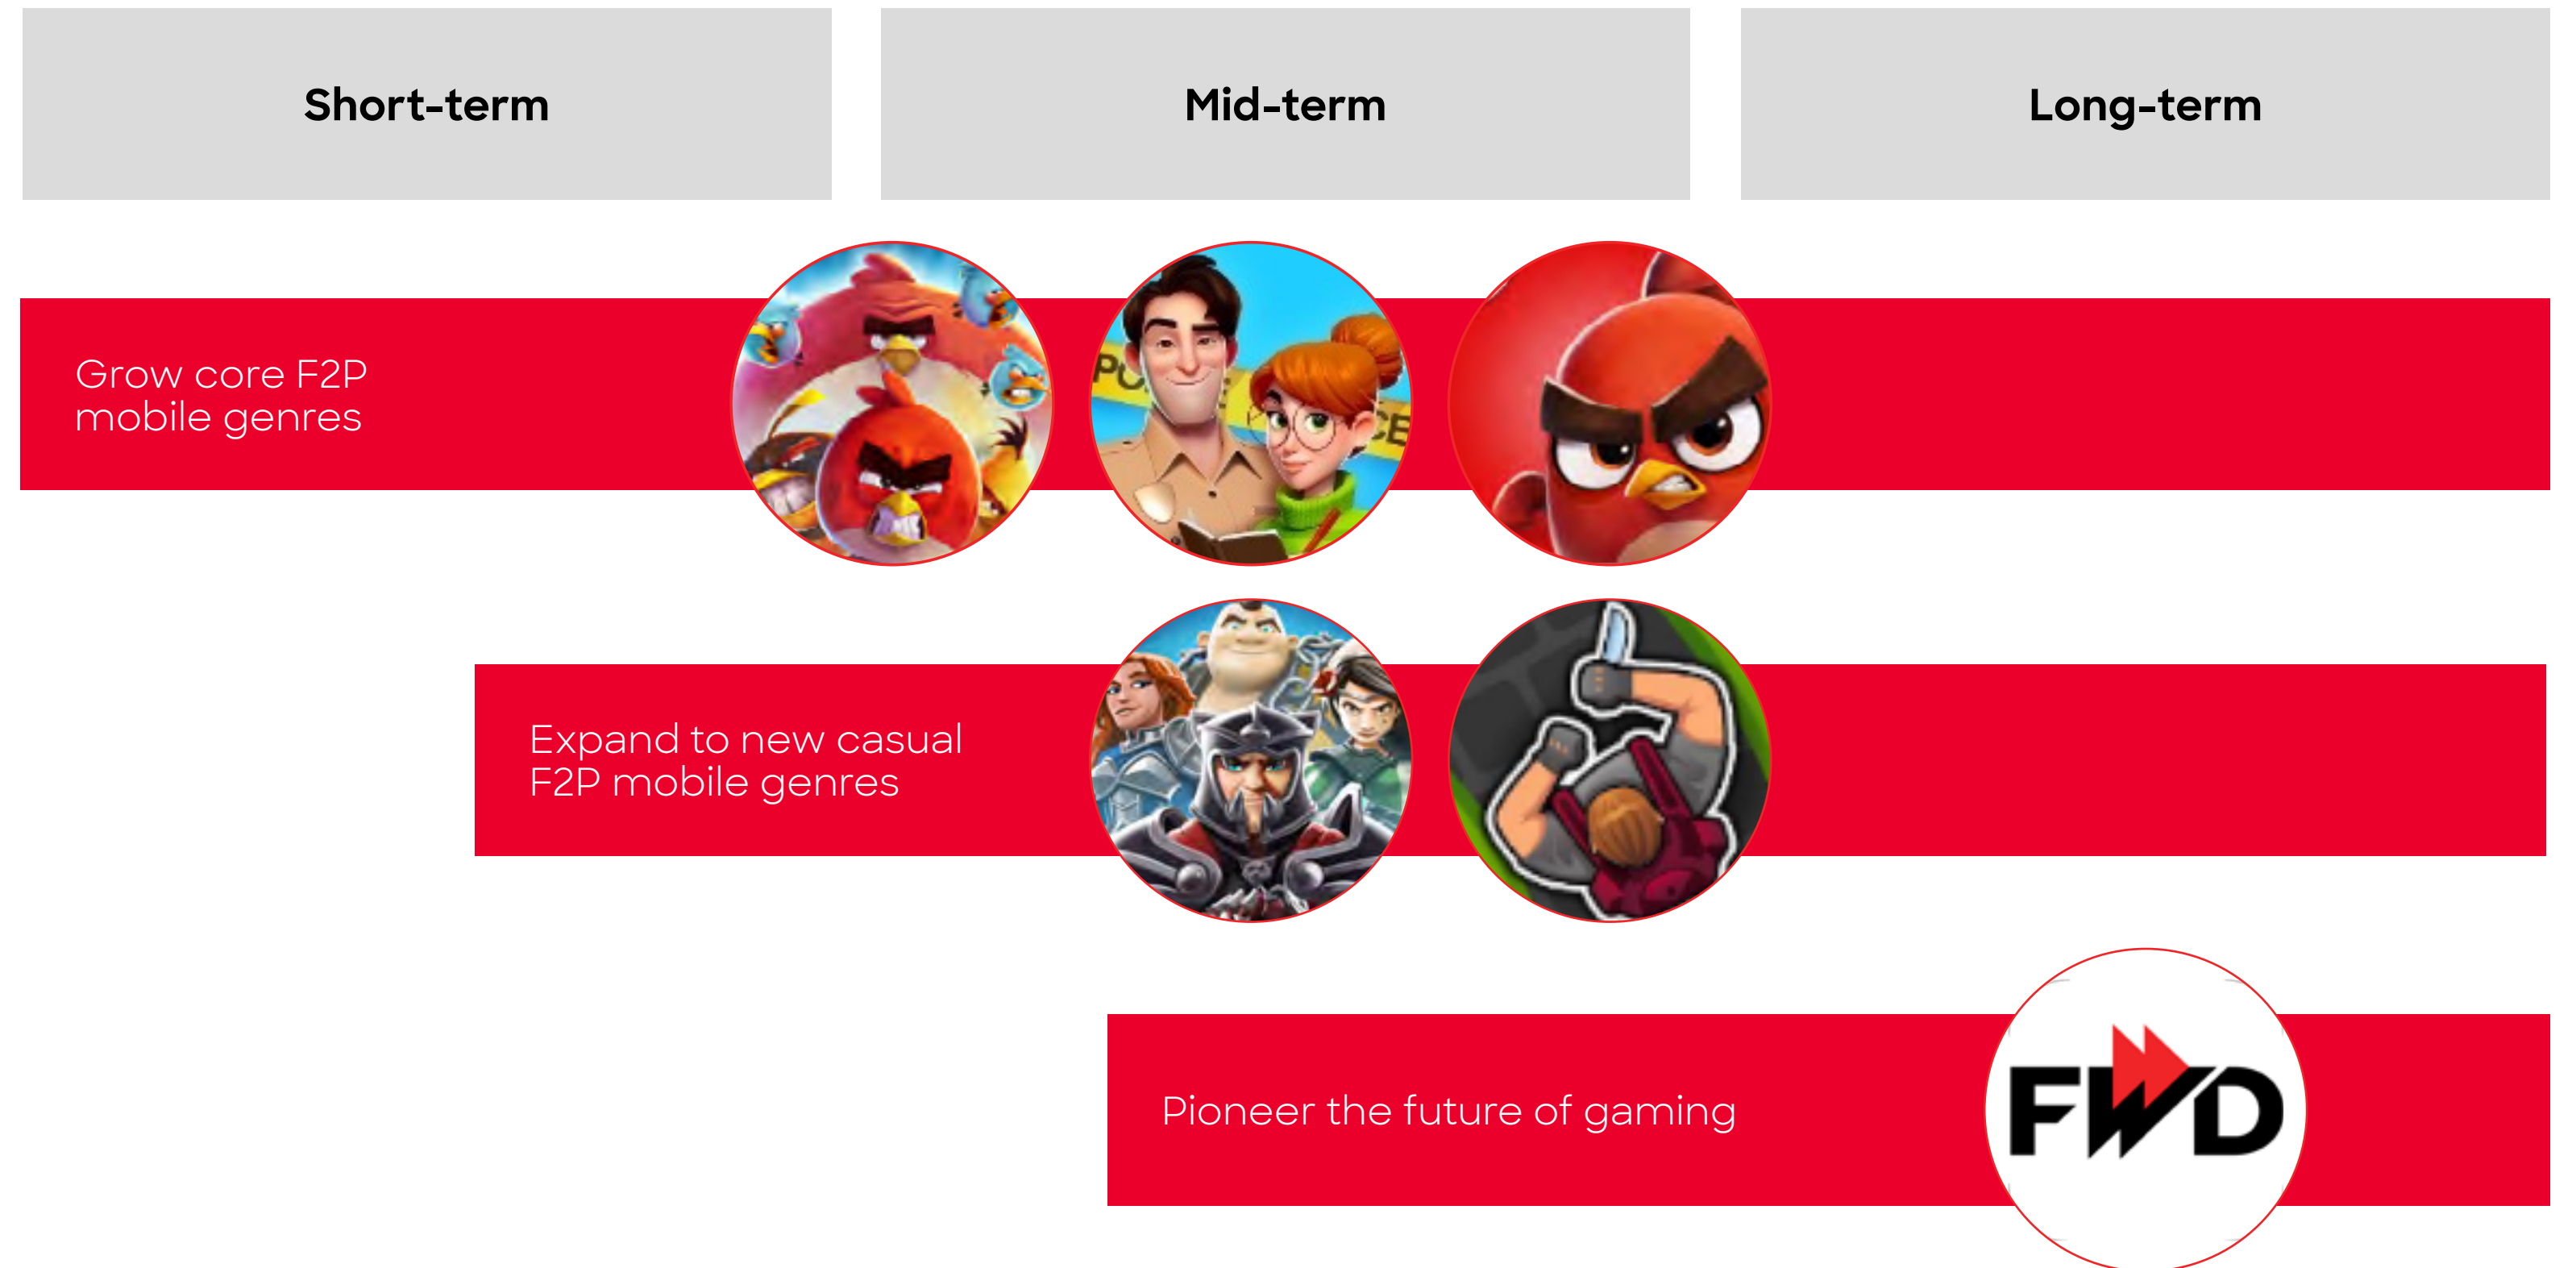 Short-term
Mid-term
Long-term
Grow core F2P
mobile genres
Expand to new casual
F2P mobile genres
Pioneer the future of gaming
FWD